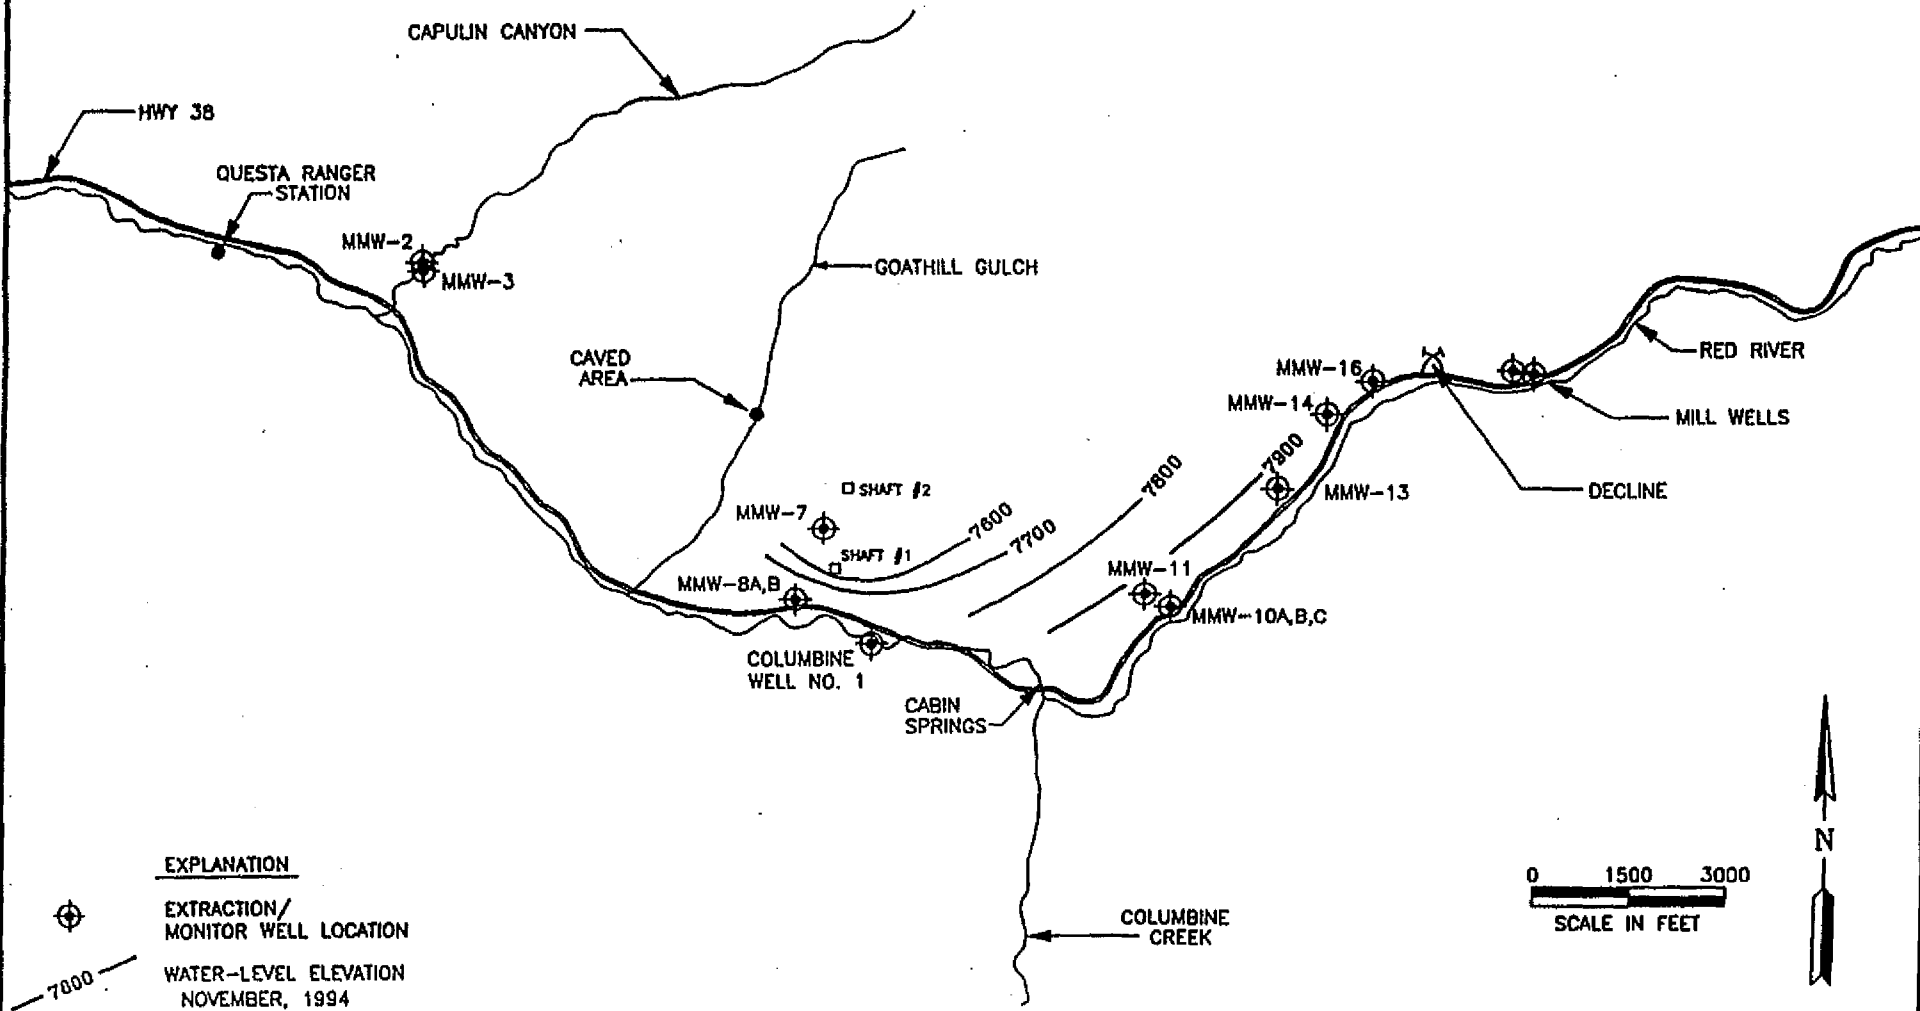 CAPULIN CANYON
HWY 38
QUESTA RANGER
STATION
MMW-2
MMW-3
GOATHILL GULCH
CAVED
AREA
RED RIVER
MMW-16
MMW-14
MILL WELLS
7900
7800
MMW-13
DECLINE
SHAFT #2
MMW-7
7600
7700
SHAFT #1
MMW-11
MMW-8A,B
MMW-10A,B,C
COLUMBINE
WELL NO. 1
CABIN
SPRINGS
N
EXPLANATION
EXTRACTION/
MONITOR WELL LOCATION
7800
WATER-LEVEL ELEVATION
NOVEMBER, 1994
COLUMBINE
CREEK
0 1500 3000
SCALE IN FEET